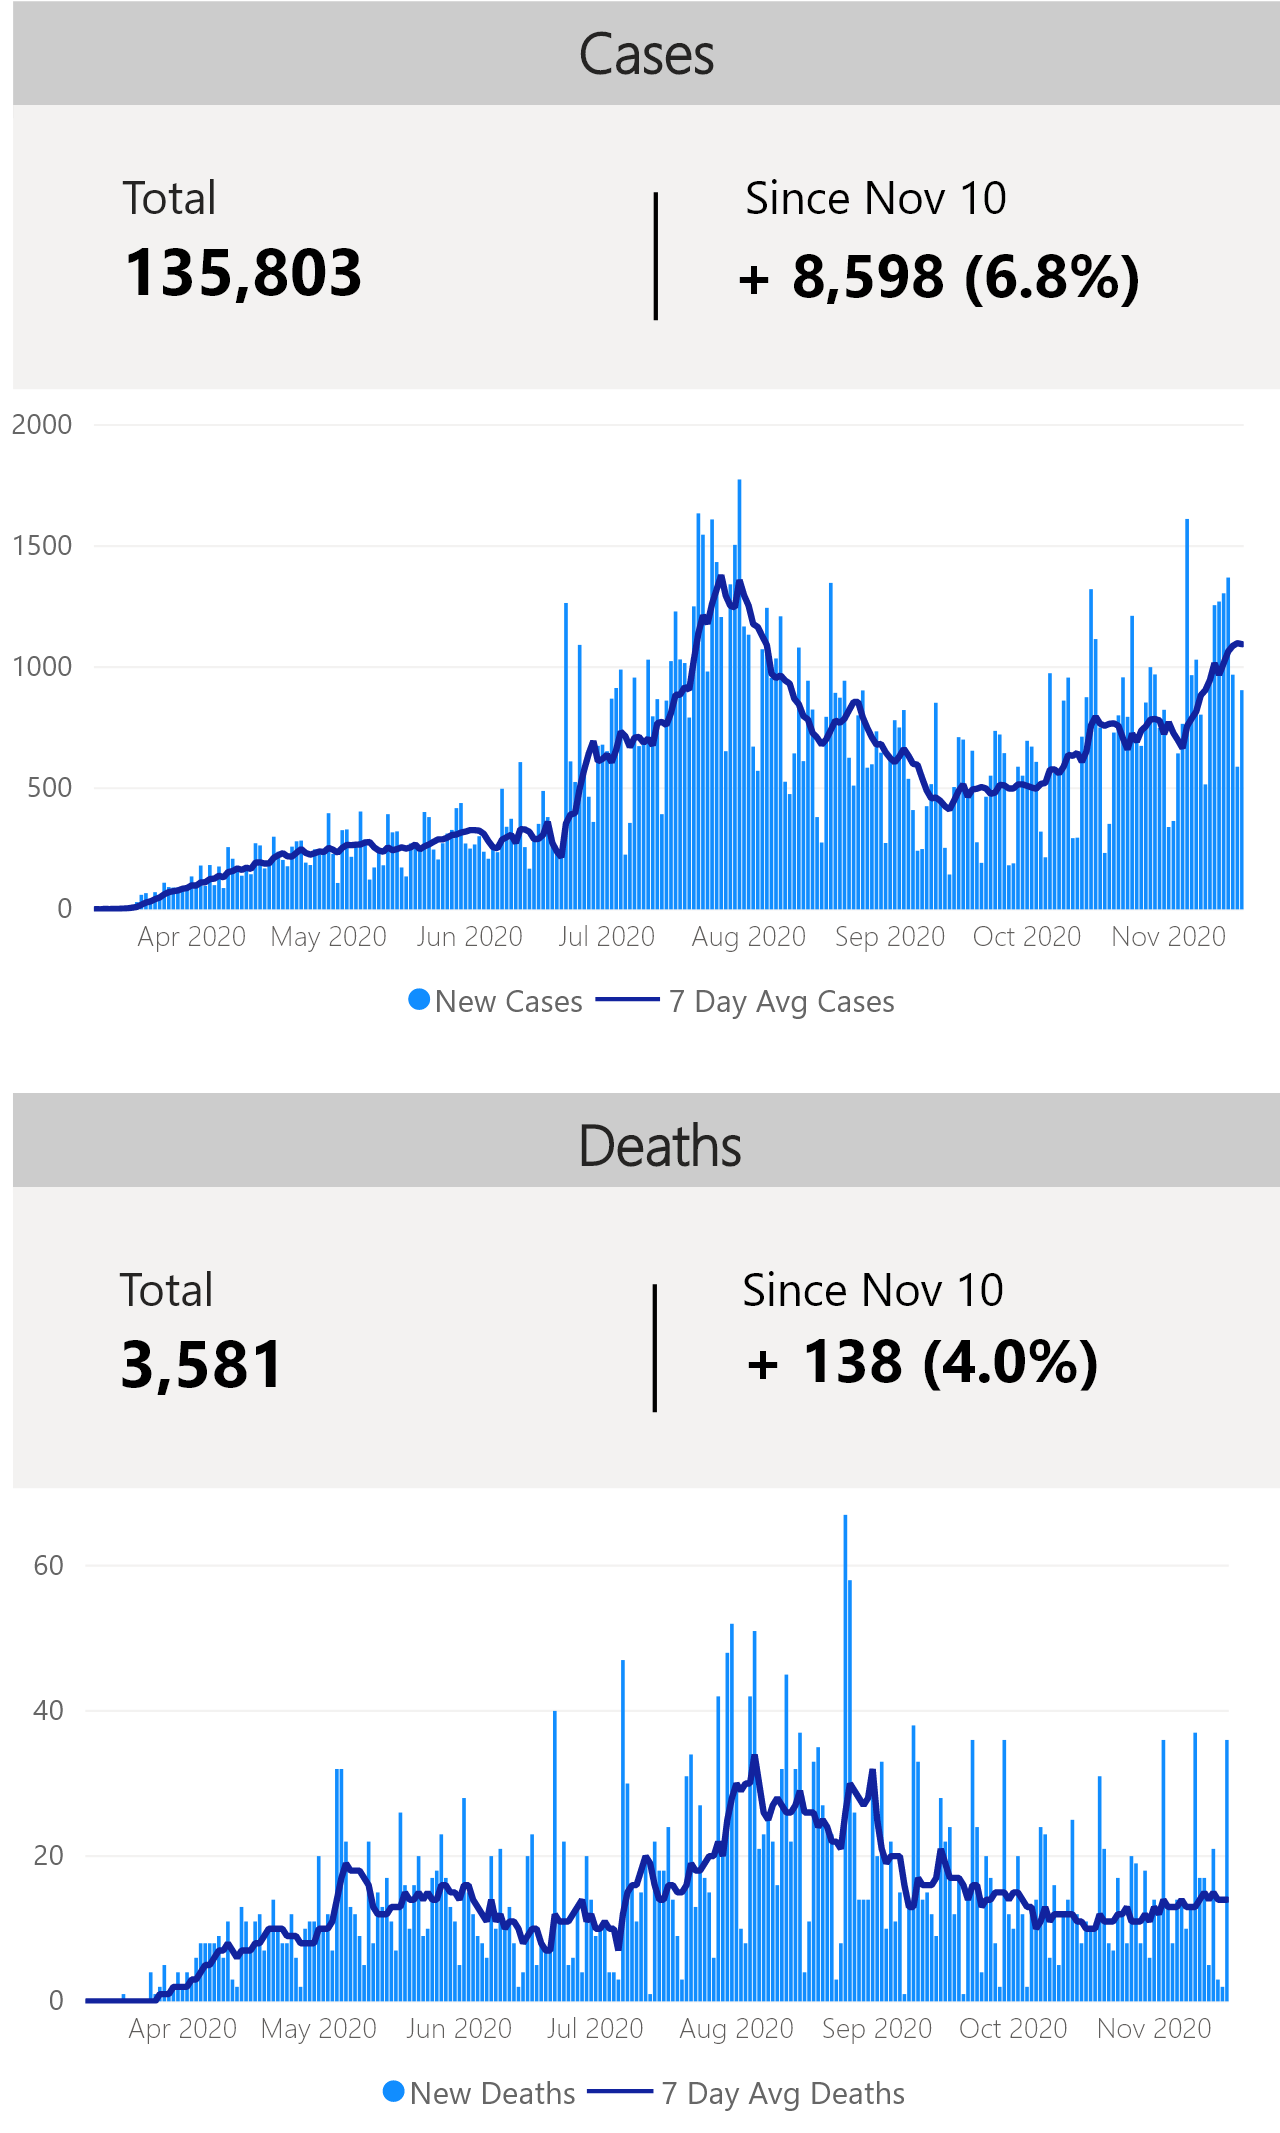 Cases
Total
Since Nov 10
135,803
+ 8,598 (6.8%)
2000
1500
1000
500
0
Apr 2020 May 2020 Jun 2020 Jul 2020 Aug 2020 Sep 2020 Oct 2020 Nov 2020
New Cases 7 Day Avg Cases
Deaths
Total
Since Nov 10
3,581
+ 138 (4.0%)
60
40
20
0
Apr 2020 May 2020 Jun 2020 Jul 2020 Aug 2020 Sep 2020 Oct 2020 Nov 2020
New Deaths 7 Day Avg Deaths